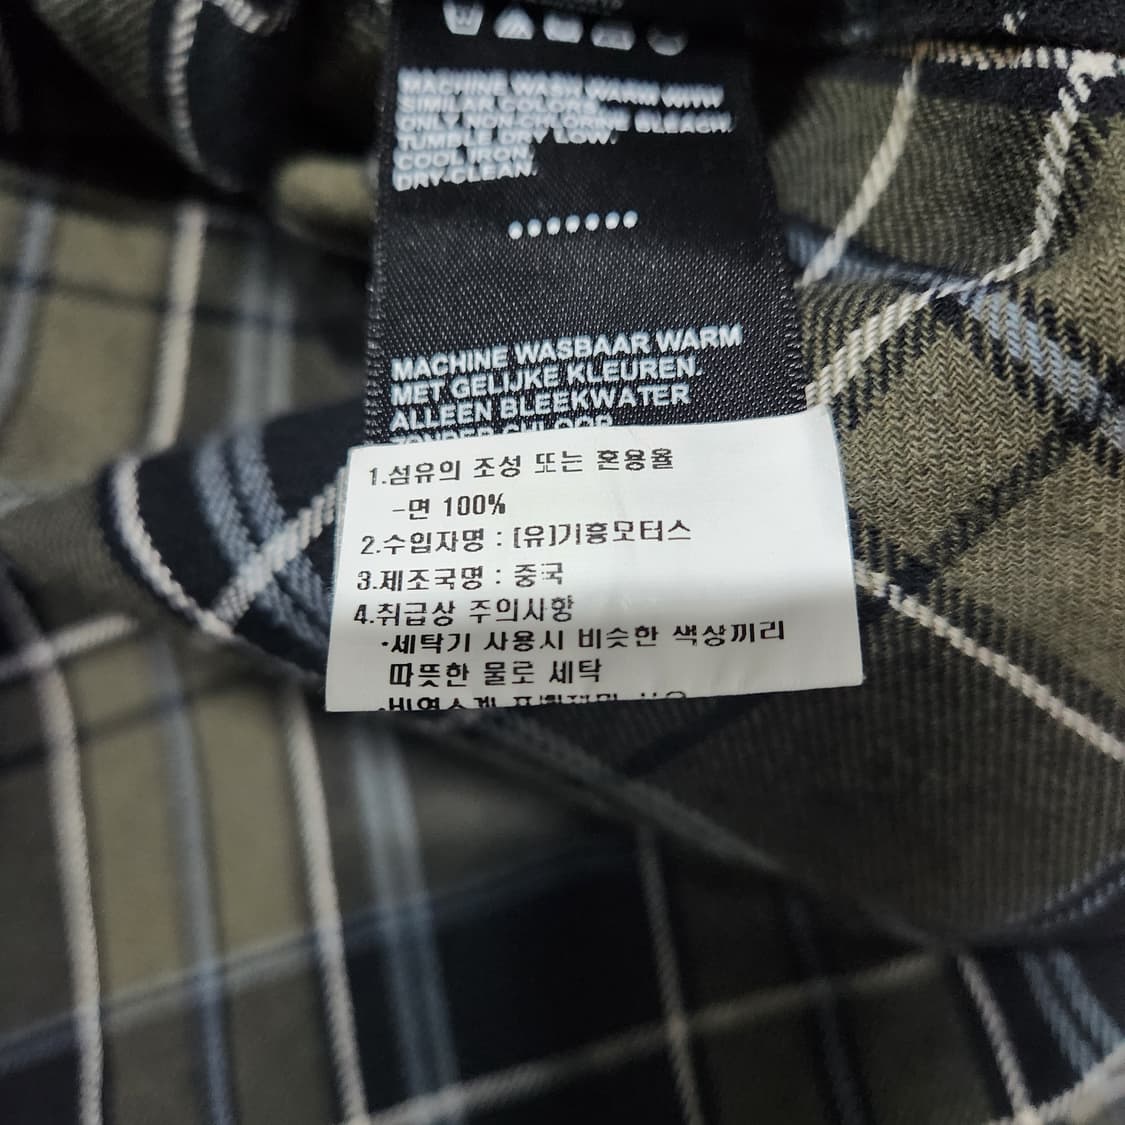 MACHINE WASH WARM WITH
SIMILAR COLORS.
ONLY NON-CHLORINE BLEACH.
TUMBLE DRY LOW.
COOL IRON.
DRY CLEAN.
MACHINE WASBAAR WARM
MET GELIJKE KLEUREN.
ALLEEN BLEEKWATER
ZONDER CHLOOR
1.섬유의 조성 또는 혼용율
-면 100%
2.수입자명 : [유]기흥모터스
3.제조국명 : 중국
4.취급상 주의사항
·세탁기 사용시 비슷한 색상끼리
따뜻한 물로 세탁